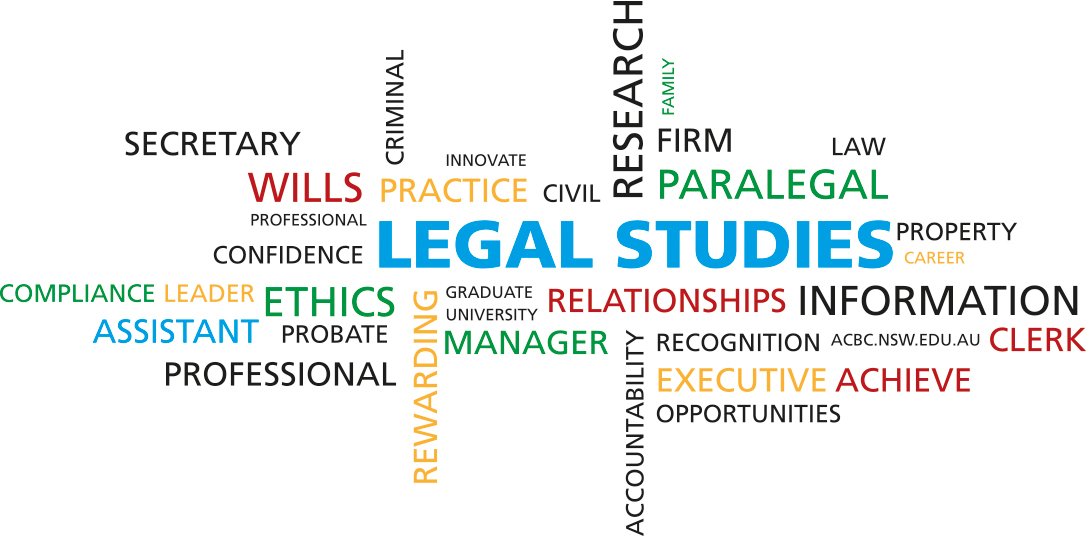 RESEARCH
CRIMINAL
FAMILY
SECRETARY
FIRM
LAW
INNOVATE
WILLS
PRACTICE
CIVIL
PARALEGAL
PROFESSIONAL
LEGAL STUDIES
PROPERTY
CONFIDENCE
CAREER
COMPLIANCE
LEADER
ETHICS
REWARDING
GRADUATE
RELATIONSHIPS
INFORMATION
UNIVERSITY
ASSISTANT
PROBATE
MANAGER
ACCOUNTABILITY
RECOGNITION
ACBC.NSW.EDU.AU
CLERK
PROFESSIONAL
EXECUTIVE
ACHIEVE
OPPORTUNITIES